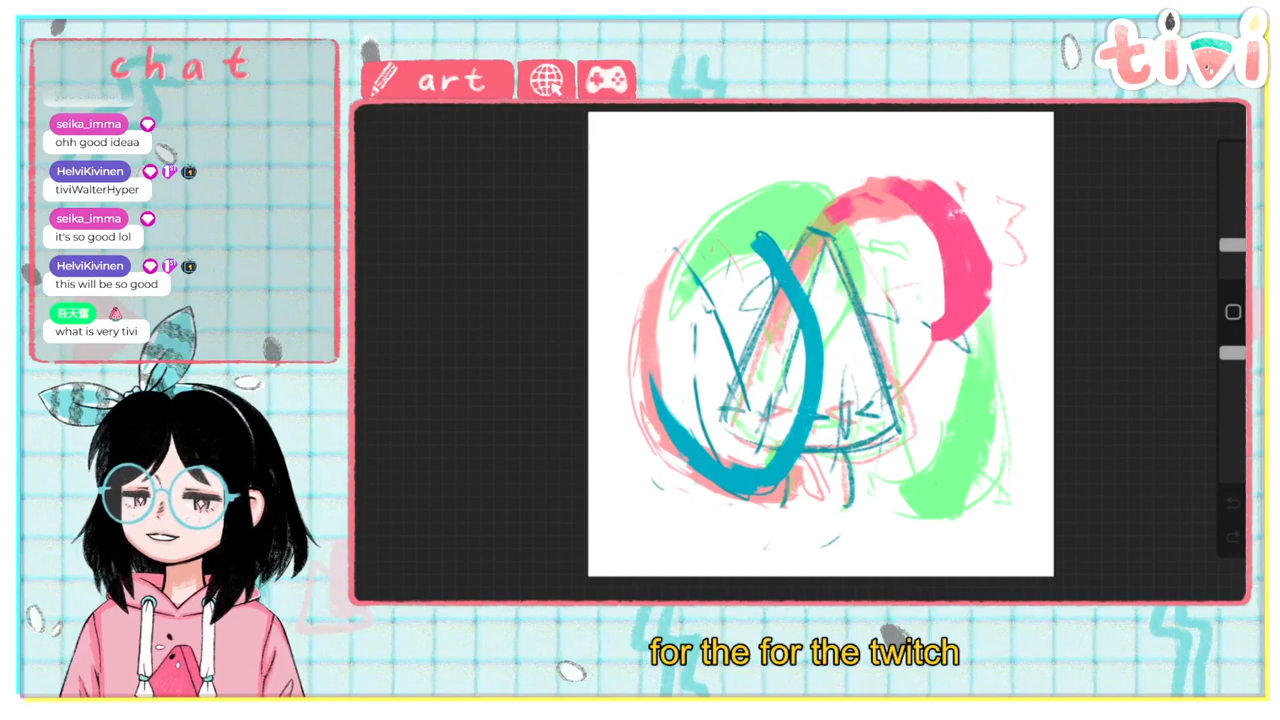 chat
seika_imma
ohh good ideaa
HelviKivinen
tiviWalterHyper
seika_imma
it's so good lol
HelviKivinen
this will be so good
what is very tivi
art
tivi
for the for the twitch